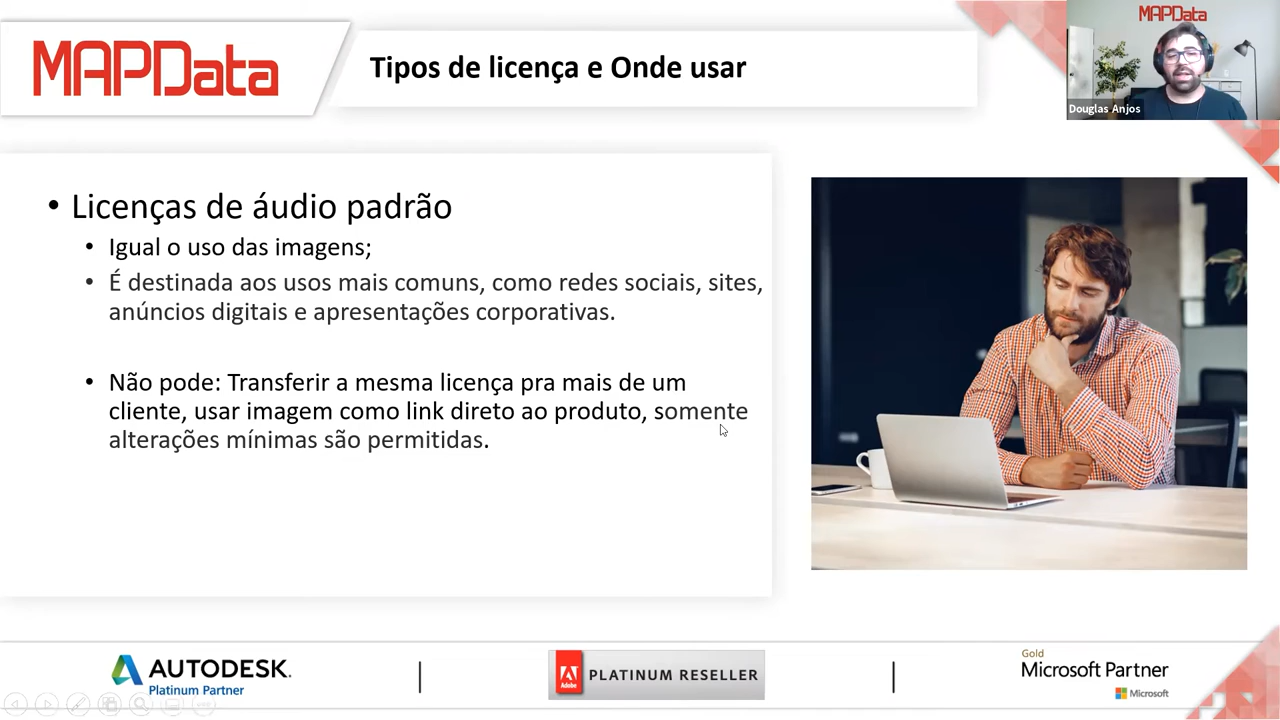 MAPData
Tipos de licença e Onde usar
MAPData
Douglas Anjos
• Licenças de áudio padrão
• Igual o uso das imagens;
• É destinada aos usos mais comuns, como redes sociais, sites,
anúncios digitais e apresentações corporativas.
• Não pode: Transferir a mesma licença pra mais de um
cliente, usar imagem como link direto ao produto, somente
alterações mínimas são permitidas.
AUTODESK.
Platinum Partner
Adobe
PLATINUM RESELLER
Gold
Microsoft Partner
Microsoft